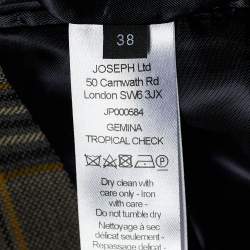 38
JOSEPH Ltd
50 Carnwath Rd
London SW6 3JX
JP000584
GEMINA
TROPICAL CHECK
Dry clean with
care only - Iron
with care -
Do not tumble dry
Nettoyage à sec
délicat seulement -
Repassage délicat -